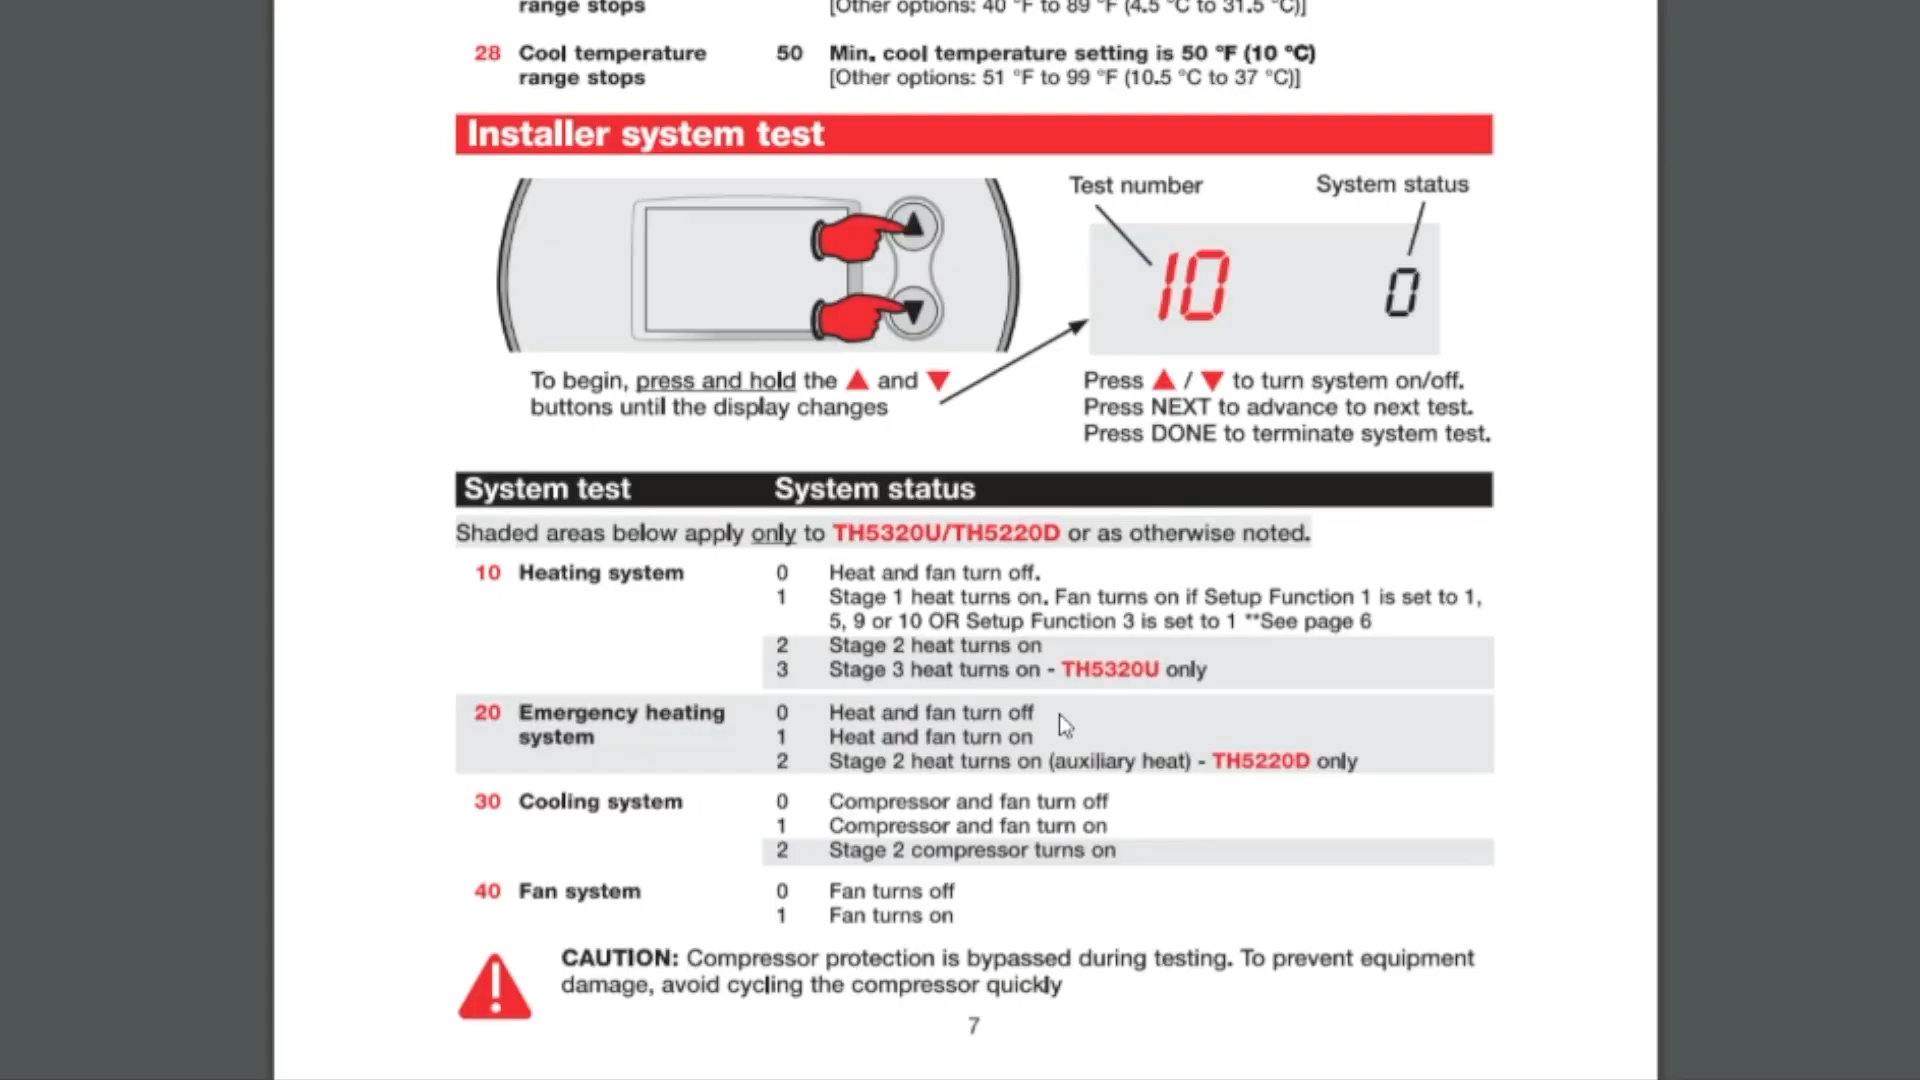 range stops [Other options: 40 °F to 89 °F (4.5 °C to 31.5 °C)]
28 Cool temperature 50 Min. cool temperature setting is 50 °F (10 °C)
range stops [Other options: 51 °F to 99 °F (10.5 °C to 37 °C)]
Installer system test
Test number System status
10 0
To begin, press and hold the ▲ and ▼
buttons until the display changes
Press ▲ / ▼ to turn system on/off.
Press NEXT to advance to next test.
Press DONE to terminate system test.
System test System status
Shaded areas below apply only to TH5320U/TH5220D or as otherwise noted.
10 Heating system 0 Heat and fan turn off.
1 Stage 1 heat turns on. Fan turns on if Setup Function 1 is set to 1,
5, 9 or 10 OR Setup Function 3 is set to 1 **See page 6
2 Stage 2 heat turns on
3 Stage 3 heat turns on - TH5320U only
20 Emergency heating 0 Heat and fan turn off
system 1 Heat and fan turn on
2 Stage 2 heat turns on (auxiliary heat) - TH5220D only
30 Cooling system 0 Compressor and fan turn off
1 Compressor and fan turn on
2 Stage 2 compressor turns on
40 Fan system 0 Fan turns off
1 Fan turns on
CAUTION: Compressor protection is bypassed during testing. To prevent equipment
damage, avoid cycling the compressor quickly
7